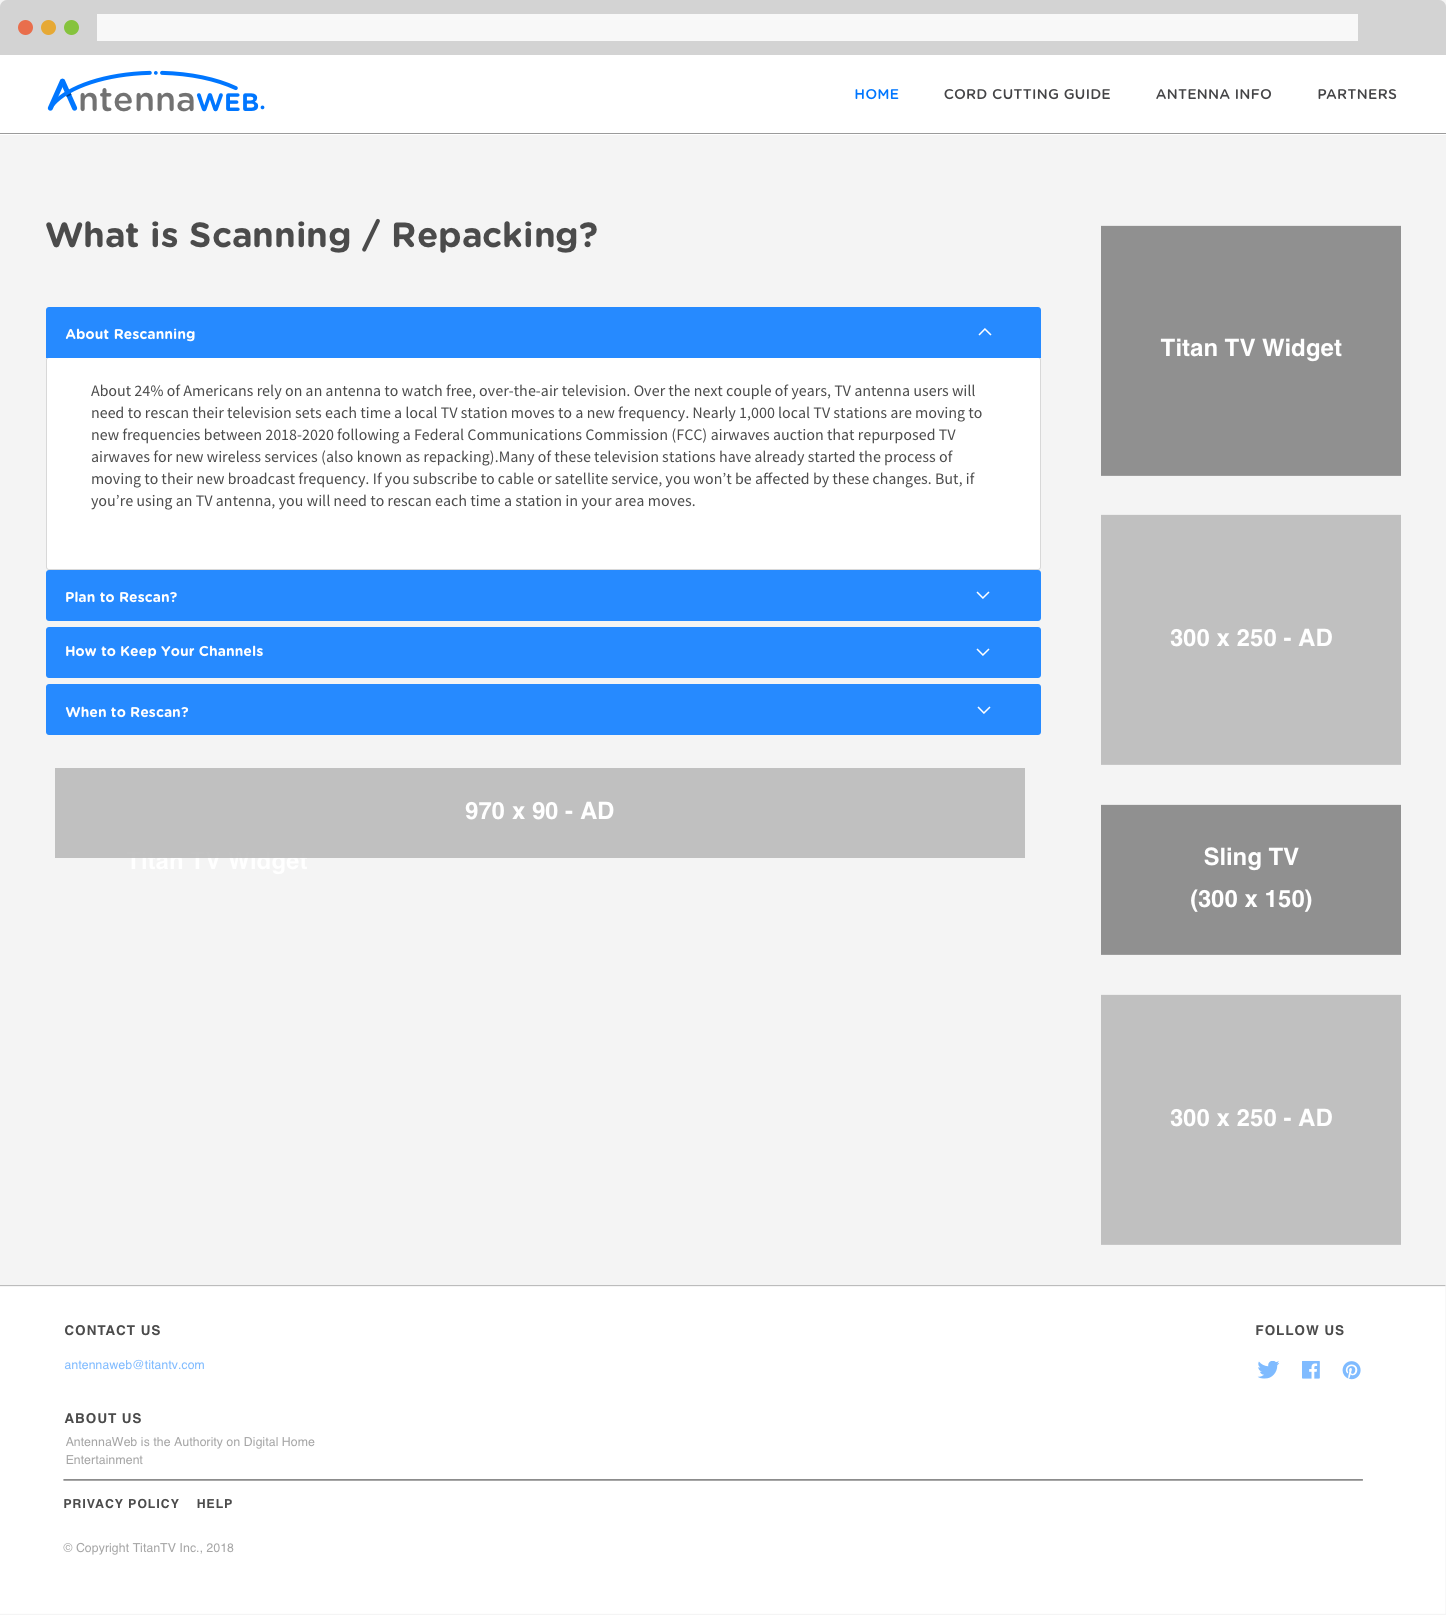 AntennaWEB.
HOME
CORD CUTTING GUIDE
ANTENNA INFO
PARTNERS
What is Scanning / Repacking?
About Rescanning
About 24% of Americans rely on an antenna to watch free, over-the-air television. Over the next couple of years, TV antenna users will
need to rescan their television sets each time a local TV station moves to a new frequency. Nearly 1,000 local TV stations are moving to
new frequencies between 2018-2020 following a Federal Communications Commission (FCC) airwaves auction that repurposed TV
airwaves for new wireless services (also known as repacking).Many of these television stations have already started the process of
moving to their new broadcast frequency. If you subscribe to cable or satellite service, you won’t be affected by these changes. But, if
you’re using an TV antenna, you will need to rescan each time a station in your area moves.
Plan to Rescan?
How to Keep Your Channels
When to Rescan?
970 x 90 - AD
Titan TV Widget
Titan TV Widget
300 x 250 - AD
Sling TV
(300 x 150)
300 x 250 - AD
CONTACT US
antennaweb@titantv.com
FOLLOW US
ABOUT US
AntennaWeb is the Authority on Digital Home
Entertainment
PRIVACY POLICY HELP
© Copyright TitanTV Inc., 2018